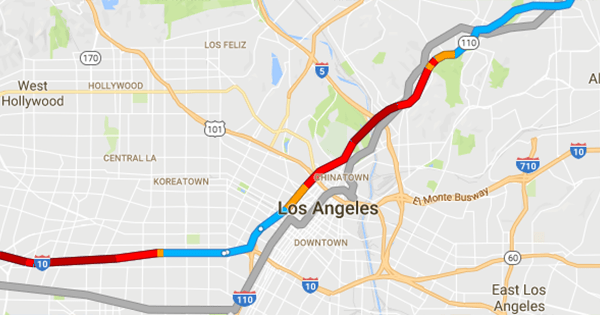 LOS FELIZ
110
170
5
West
Hollywood
HOLLYWOOD
Al
101
CENTRAL LA
10
710
KOREATOWN
CHINATOWN
El Monte Busway
Los Angeles
DOWNTOWN
60
10
10
East Los
Angeles
110